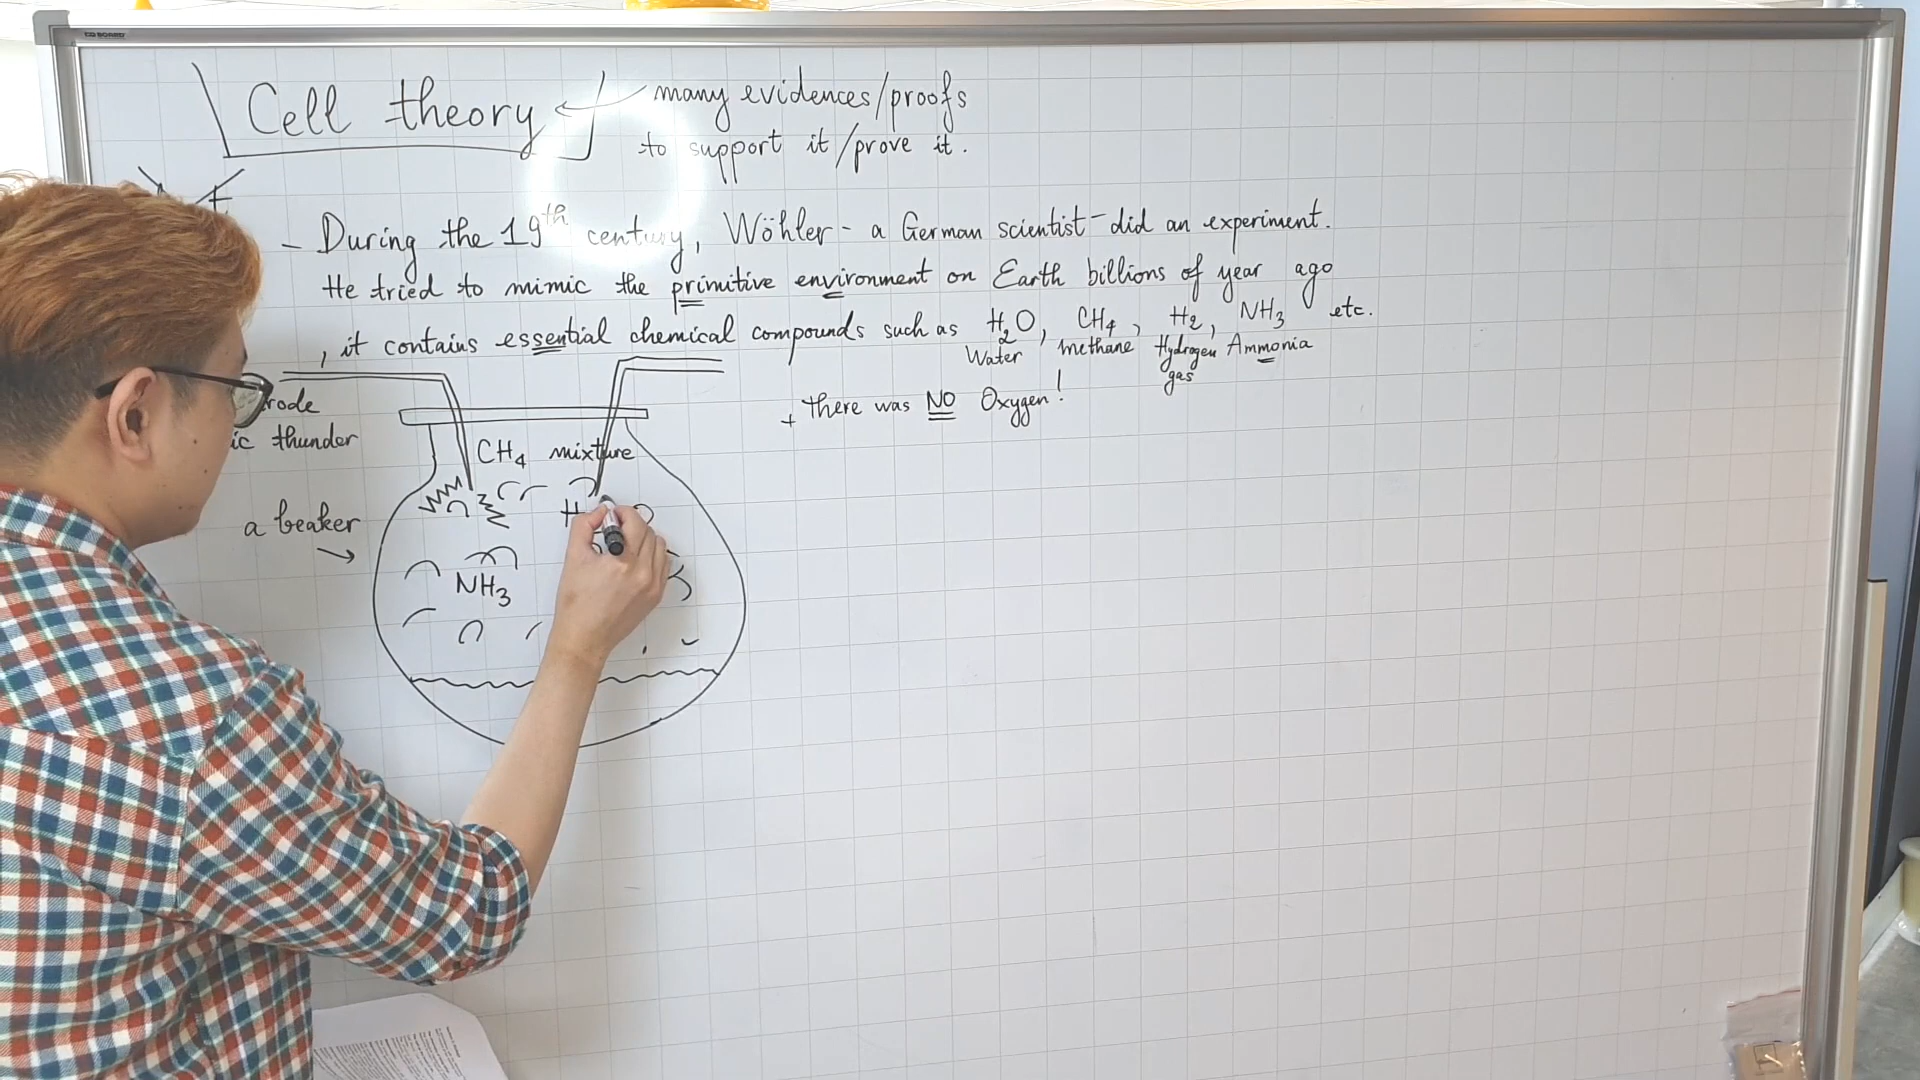 Cell theory
many evidences/proofs
to support it/prove it.
- During the 19th century, Wöhler - a German scientist - did an experiment.
He tried to mimic the primitive environment on Earth billions of year ago
, it contains essential chemical compounds such as H2O, CH4, H2, NH3 etc.
Water methane Hydrogen gas Ammonia
+ there was NO Oxygen!
thunder
CH4 mixture
a beaker
NH3